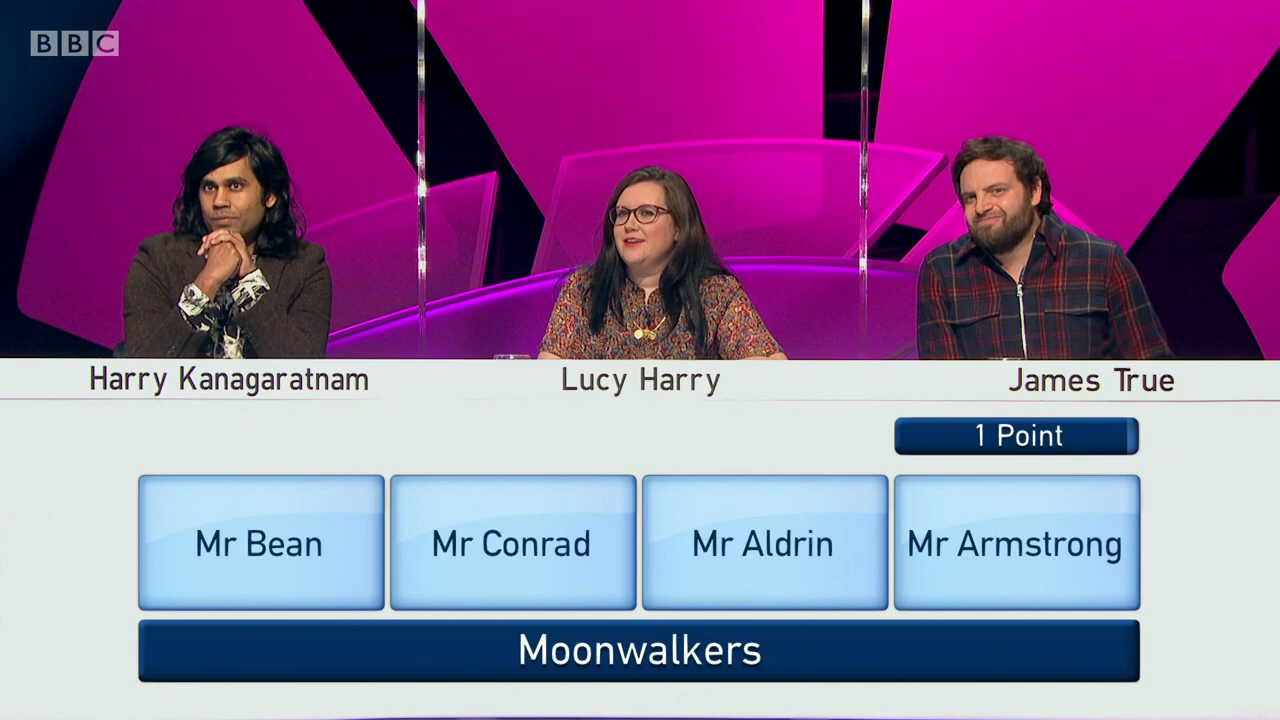 BBC
Harry Kanagaratnam
Lucy Harry
James True
1 Point
Mr Bean
Mr Conrad
Mr Aldrin
Mr Armstrong
Moonwalkers